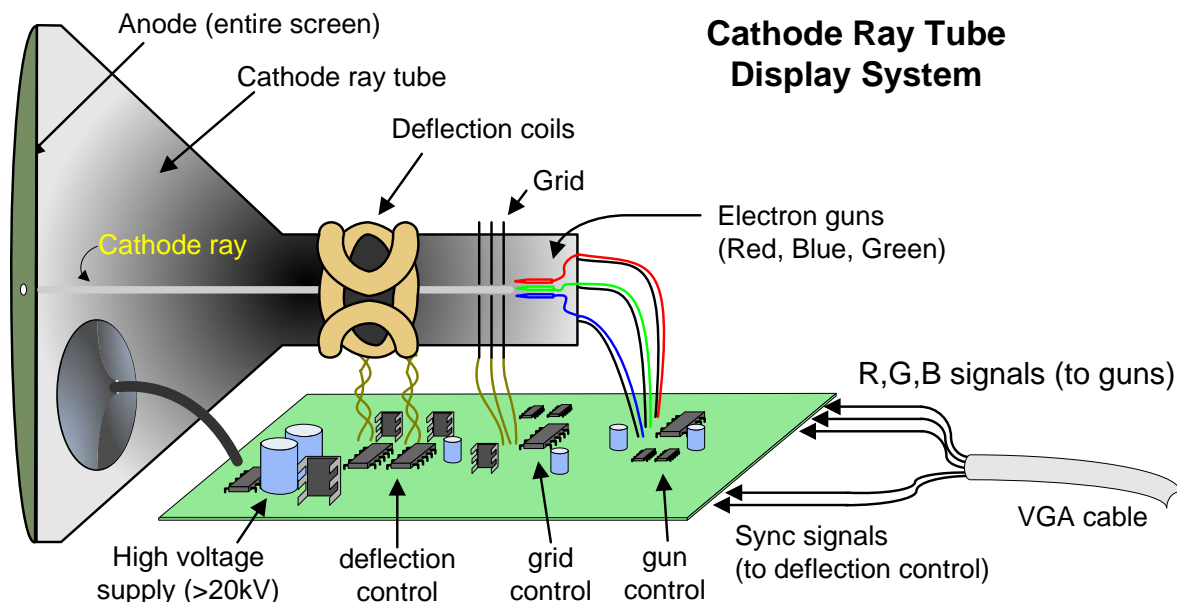 Cathode Ray Tube
Display System
Anode (entire screen)
Cathode ray tube
Deflection coils
Grid
Electron guns
(Red, Blue, Green)
Cathode ray
R,G,B signals (to guns)
VGA cable
Sync signals
(to deflection control)
High voltage
supply (>20kV)
deflection
control
grid
control
gun
control